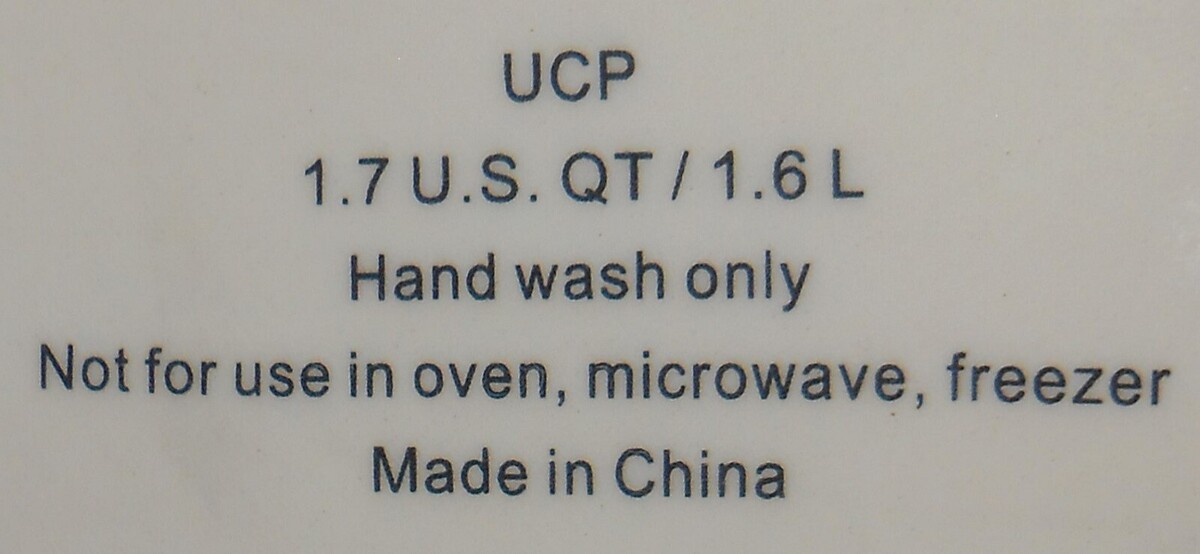 UCP
1.7 U.S. QT / 1.6 L
Hand wash only
Not for use in oven, microwave, freezer
Made in China